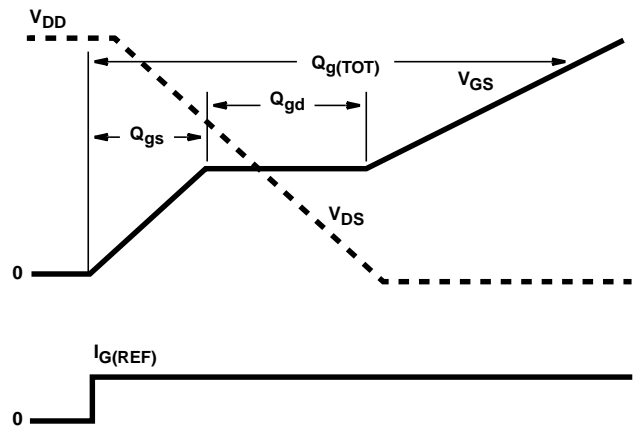 V_DD
Q_g(TOT)
V_GS
Q_gd
Q_gs
V_DS
0
I_G(REF)
0